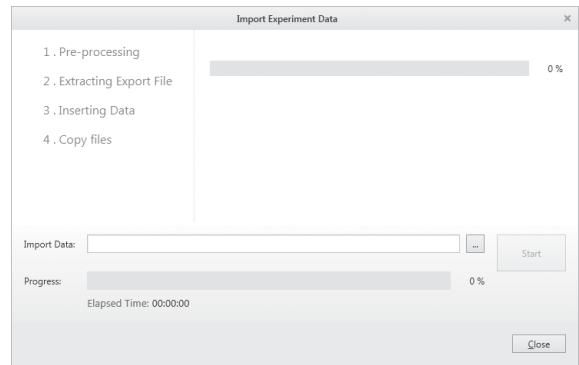 Import Experiment Data
1 . Pre-processing
2 . Extracting Export File
3 . Inserting Data
4 . Copy files
0 %
Import Data:
...
Start
Progress:
0 %
Elapsed Time: 00:00:00
Close